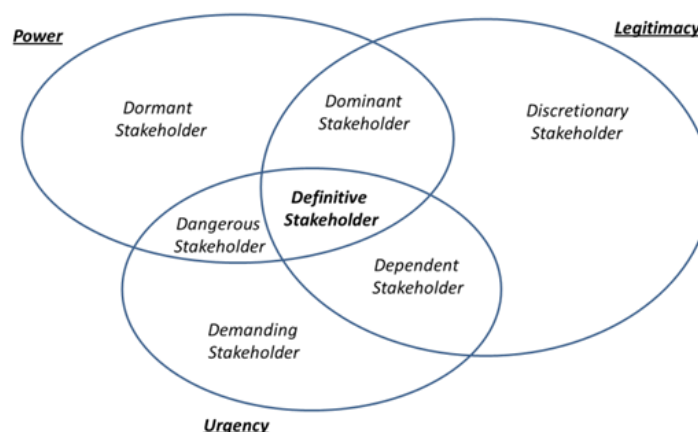 Power
Legitimacy
Dormant
Stakeholder
Dominant
Stakeholder
Discretionary
Stakeholder
Definitive
Stakeholder
Dangerous
Stakeholder
Dependent
Stakeholder
Demanding
Stakeholder
Urgency